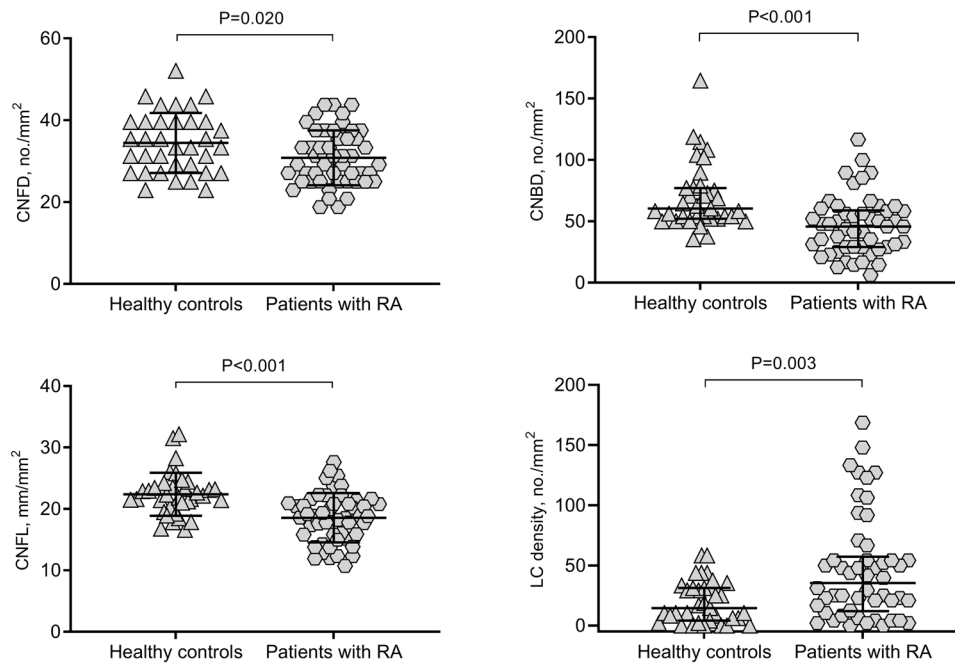 P=0.020
60
40
20
0
CNFD, no./mm²
Healthy controls Patients with RA
P<0.001
200
150
100
50
0
CNBD, no./mm²
Healthy controls Patients with RA
P<0.001
40
30
20
10
0
CNFL, mm/mm²
Healthy controls Patients with RA
P=0.003
200
150
100
50
0
LC density, no./mm²
Healthy controls Patients with RA